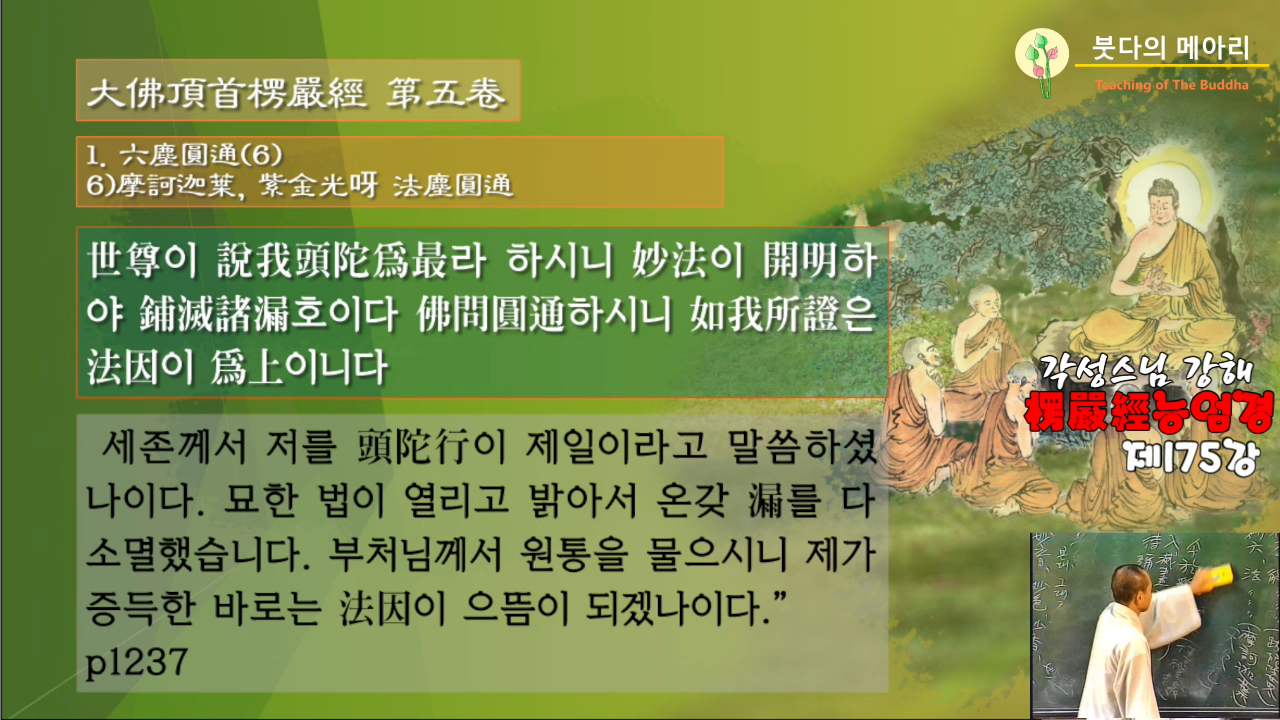 大佛頂首楞嚴經 第五卷
1. 六塵圓通(6)
6)摩訶迦葉, 紫金光呀 法塵圓通
世尊이 說我頭陀爲最라 하시니 妙法이 開明하
야 鋪滅諸漏호이다 佛問圓通하시니 如我所證은
法因이 爲上이니다
세존께서 저를 頭陀行이 제일이라고 말씀하셨
나이다. 묘한 법이 열리고 밝아서 온갖 漏를 다
소멸했습니다. 부처님께서 원통을 물으시니 제가
증득한 바로는 法因이 으뜸이 되겠나이다.”
p1237
붓다의 메아리
Teaching of The Buddha
각성스님 강해
楞嚴經능엄경
제175강